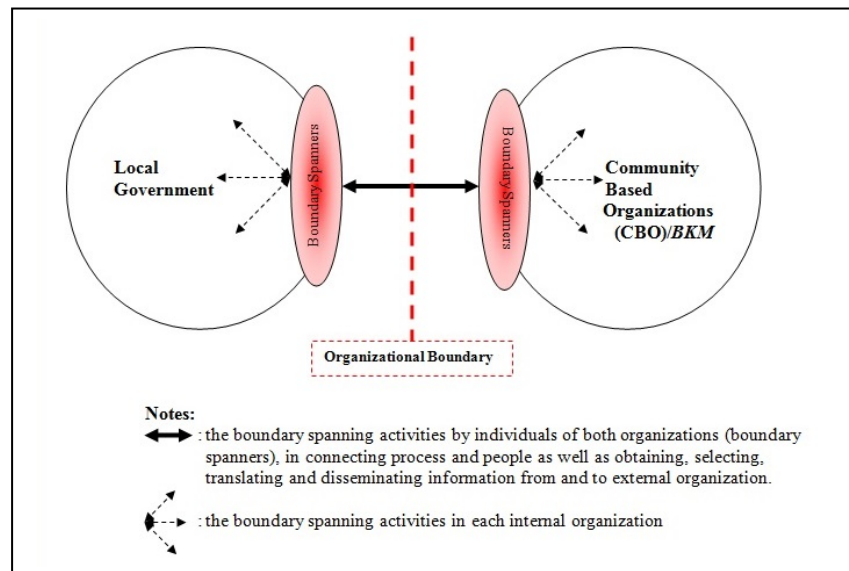 Local
Government
Boundary Spanners
Boundary Spanners
Community
Based
Organizations
(CBO)/BKM
Organizational Boundary
Notes:
: the boundary spanning activities by individuals of both organizations (boundary
spanners), in connecting process and people as well as obtaining, selecting,
translating and disseminating information from and to external organization.
: the boundary spanning activities in each internal organization